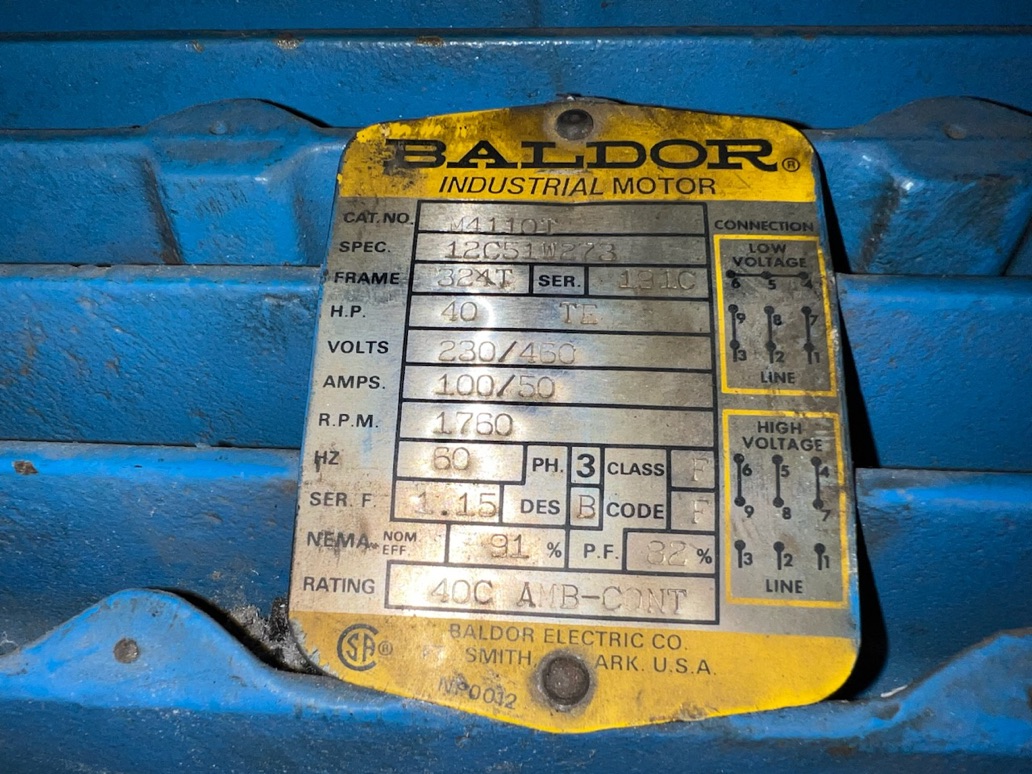 BALDOR®
INDUSTRIAL MOTOR
CAT. NO. M4110T
SPEC. 12C51W273
FRAME 324T SER. 191C
H.P. 40 TE
VOLTS 230/460
AMPS. 100/50
R.P.M. 1760
HZ 60 PH. 3 CLASS F
SER. F. 1.15 DES B CODE F
NEMA NOM EFF. 91 % P.F. 82 %
RATING 40C AMB-CONT
CONNECTION
LOW
VOLTAGE
6 5 4
9 8 7
3 2 1
LINE
HIGH
VOLTAGE
6 5 4
9 8 7
3 2 1
LINE
SA®
BALDOR ELECTRIC CO.
SMITH ARK. U.S.A.
NP0012